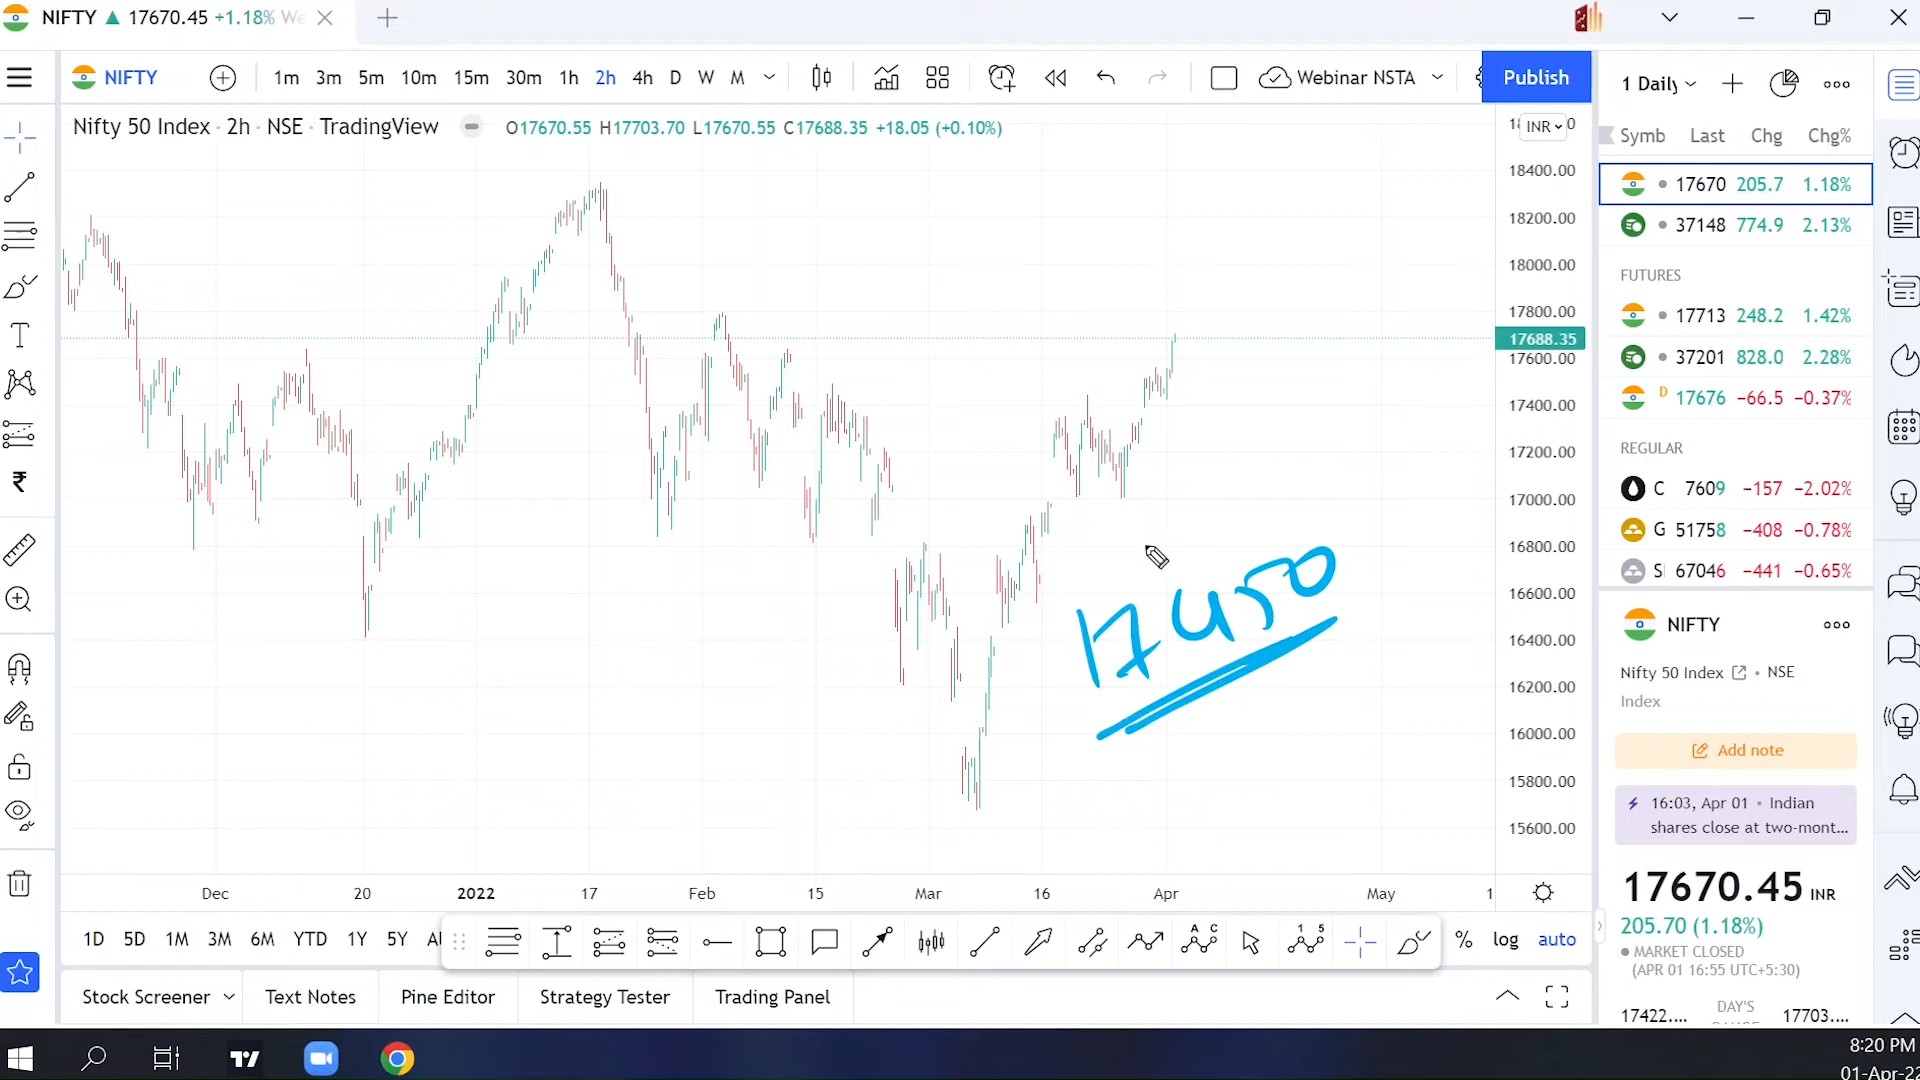 NIFTY ▲ 17670.45 +1.18% We
NIFTY 1m 3m 5m 10m 15m 30m 1h 2h 4h D W M Webinar NSTA Publish
Nifty 50 Index · 2h · NSE · TradingView O17670.55 H17703.70 L17670.55 C17688.35 +18.05 (+0.10%)
INR
18400.00
18200.00
18000.00
17800.00
17688.35
17600.00
17400.00
17200.00
17000.00
16800.00
16600.00
16400.00
16200.00
16000.00
15800.00
15600.00
17450
Dec 20 2022 17 Feb 15 Mar 16 Apr May 1
1D 5D 1M 3M 6M YTD 1Y 5Y
A C
1 5
% log auto
Stock Screener Text Notes Pine Editor Strategy Tester Trading Panel
1 Daily
Symb Last Chg Chg%
17670 205.7 1.18%
37148 774.9 2.13%
FUTURES
17713 248.2 1.42%
37201 828.0 2.28%
D 17676 −66.5 −0.37%
REGULAR
C 7609 −157 −2.02%
G 51758 −408 −0.78%
S 67046 −441 −0.65%
NIFTY
Nifty 50 Index • NSE
Index
Add note
16:03, Apr 01 • Indian
shares close at two-mont...
17670.45 INR
205.70 (1.18%)
MARKET CLOSED
(APR 01 16:55 UTC+5:30)
17422.... DAY'S 17703....
8:20 PM
01-Apr-22